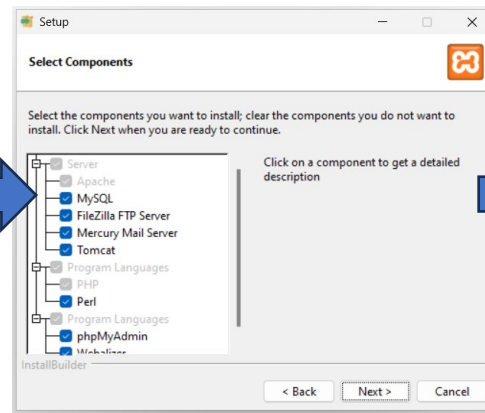 Setup
Select Components
Select the components you want to install; clear the components you do not want to
install. Click Next when you are ready to continue.
Server
Apache
MySQL
FileZilla FTP Server
Mercury Mail Server
Tomcat
Program Languages
PHP
Perl
Program Languages
phpMyAdmin
Webalizer
Click on a component to get a detailed
description
InstallBuilder
< Back
Next >
Cancel